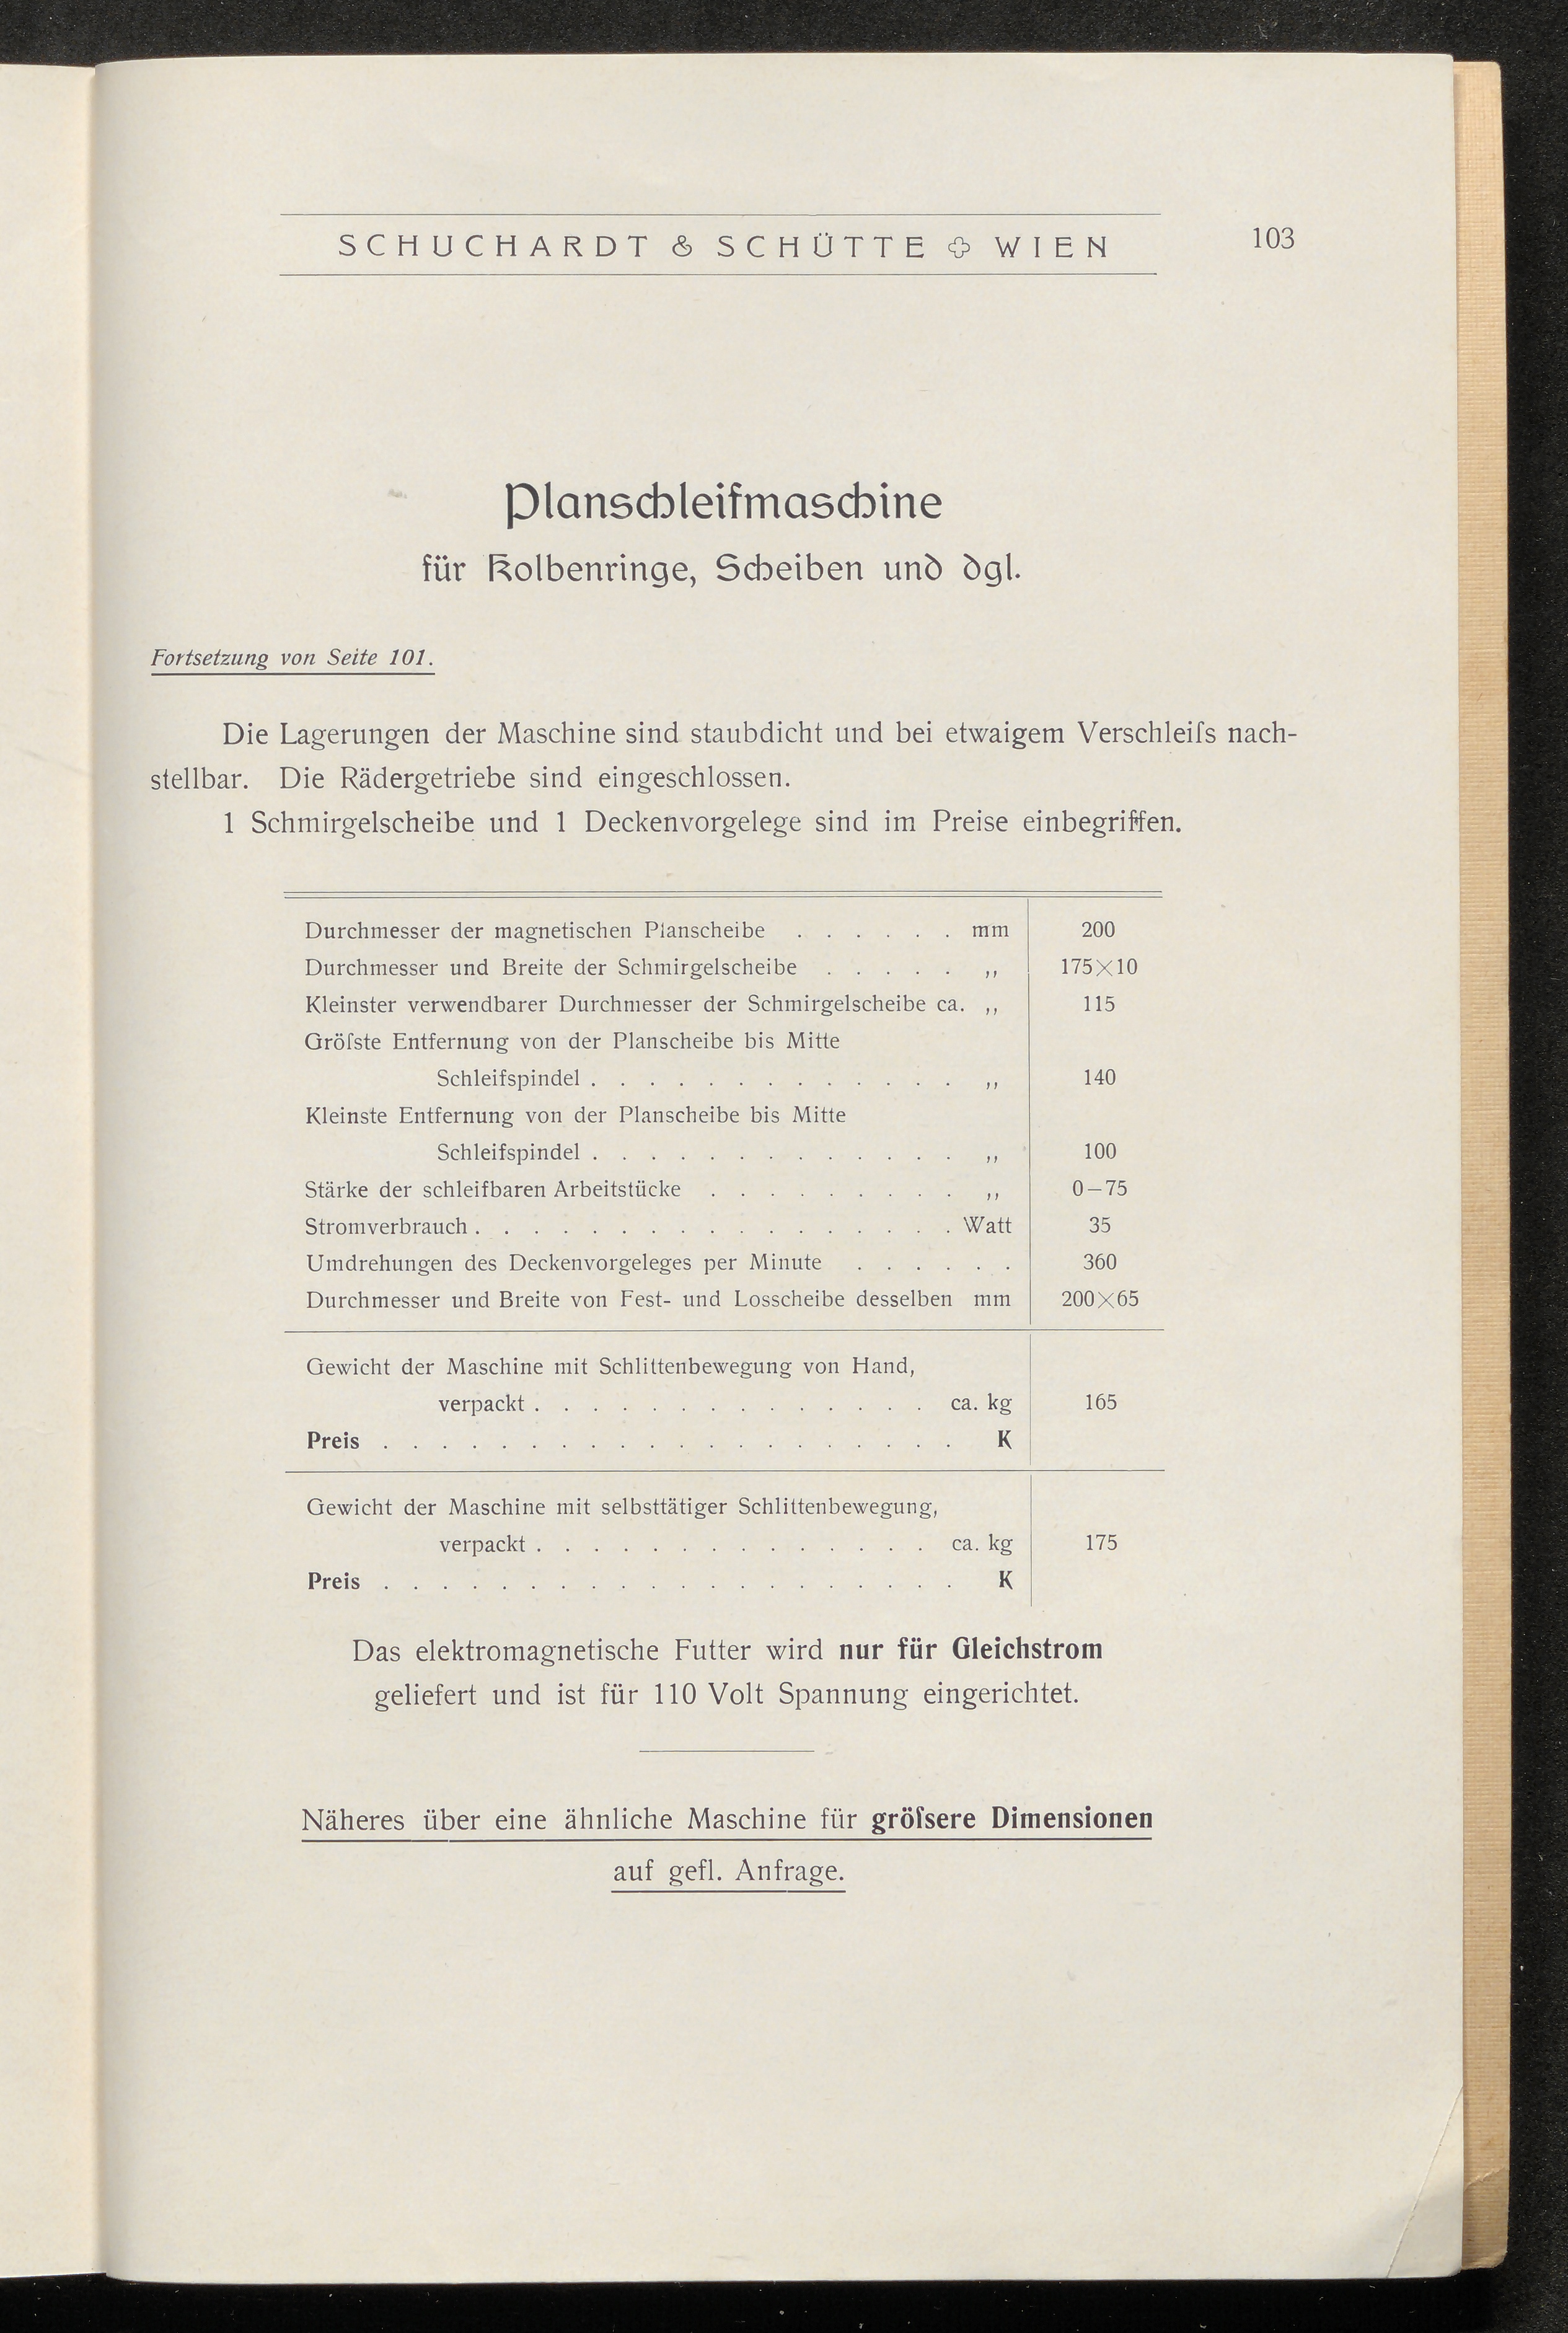 SCHUCHARDT & SCHÜTTE ✣ WIEN 103
Planschleifmaschine
für Kolbenringe, Scheiben und dgl.
Fortsetzung von Seite 101.
Die Lagerungen der Maschine sind staubdicht und bei etwaigem Verschleiſs nach-
stellbar. Die Rädergetriebe sind eingeschlossen.
1 Schmirgelscheibe und 1 Deckenvorgelege sind im Preise einbegriffen.
Durchmesser der magnetischen Planscheibe . . . . . . mm 200
Durchmesser und Breite der Schmirgelscheibe . . . . . ,, 175×10
Kleinster verwendbarer Durchmesser der Schmirgelscheibe ca. ,, 115
Gröſste Entfernung von der Planscheibe bis Mitte
Schleifspindel . . . . . . . . . . . . . ,, 140
Kleinste Entfernung von der Planscheibe bis Mitte
Schleifspindel . . . . . . . . . . . . . ,, 100
Stärke der schleifbaren Arbeitstücke . . . . . . . . . ,, 0–75
Stromverbrauch . . . . . . . . . . . . . . . . . Watt 35
Umdrehungen des Deckenvorgeleges per Minute . . . . . . 360
Durchmesser und Breite von Fest- und Losscheibe desselben mm 200×65
Gewicht der Maschine mit Schlittenbewegung von Hand,
verpackt . . . . . . . . . . . . . . ca. kg 165
Preis . . . . . . . . . . . . . . . . . . . . K
Gewicht der Maschine mit selbsttätiger Schlittenbewegung,
verpackt . . . . . . . . . . . . . . ca. kg 175
Preis . . . . . . . . . . . . . . . . . . . . K
Das elektromagnetische Futter wird nur für Gleichstrom
geliefert und ist für 110 Volt Spannung eingerichtet.
Näheres über eine ähnliche Maschine für gröſsere Dimensionen
auf gefl. Anfrage.